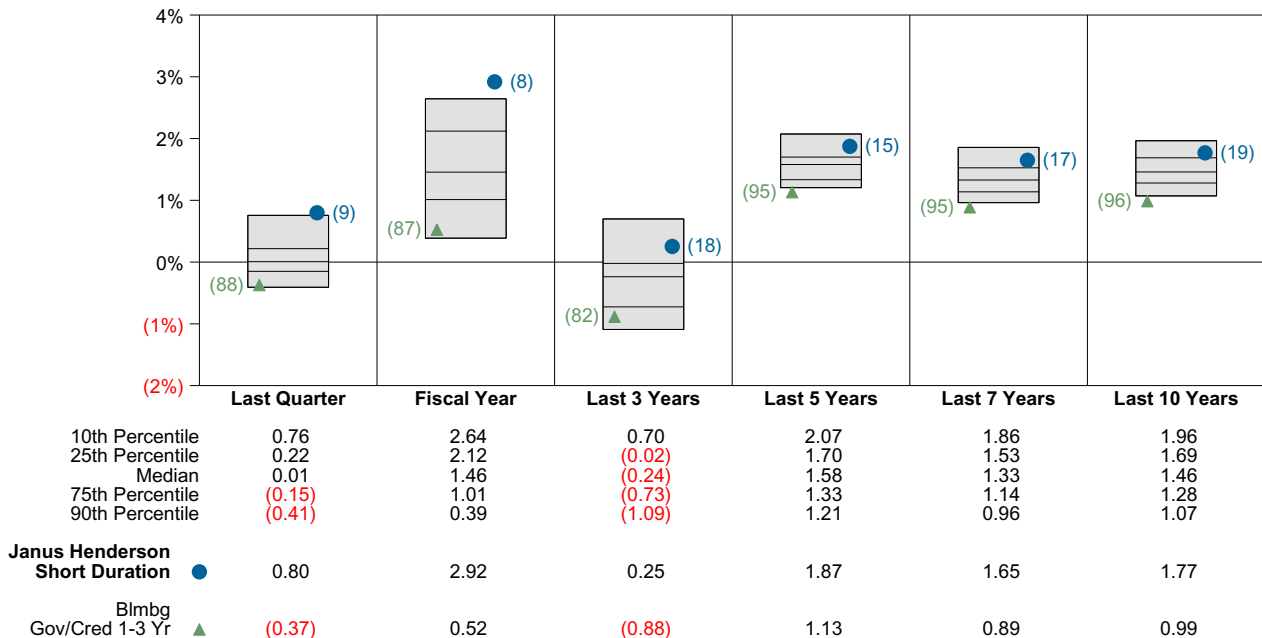 4%
3%
2%
1%
0%
(1%)
(2%)
(9)
(88)
(8)
(87)
(18)
(82)
(15)
(95)
(17)
(95)
(19)
(96)
Last Quarter Fiscal Year Last 3 Years Last 5 Years Last 7 Years Last 10 Years
10th Percentile 0.76 2.64 0.70 2.07 1.86 1.96
25th Percentile 0.22 2.12 (0.02) 1.70 1.53 1.69
Median 0.01 1.46 (0.24) 1.58 1.33 1.46
75th Percentile (0.15) 1.01 (0.73) 1.33 1.14 1.28
90th Percentile (0.41) 0.39 (1.09) 1.21 0.96 1.07
Janus Henderson
Short Duration 0.80 2.92 0.25 1.87 1.65 1.77
Blmbg
Gov/Cred 1-3 Yr (0.37) 0.52 (0.88) 1.13 0.89 0.99